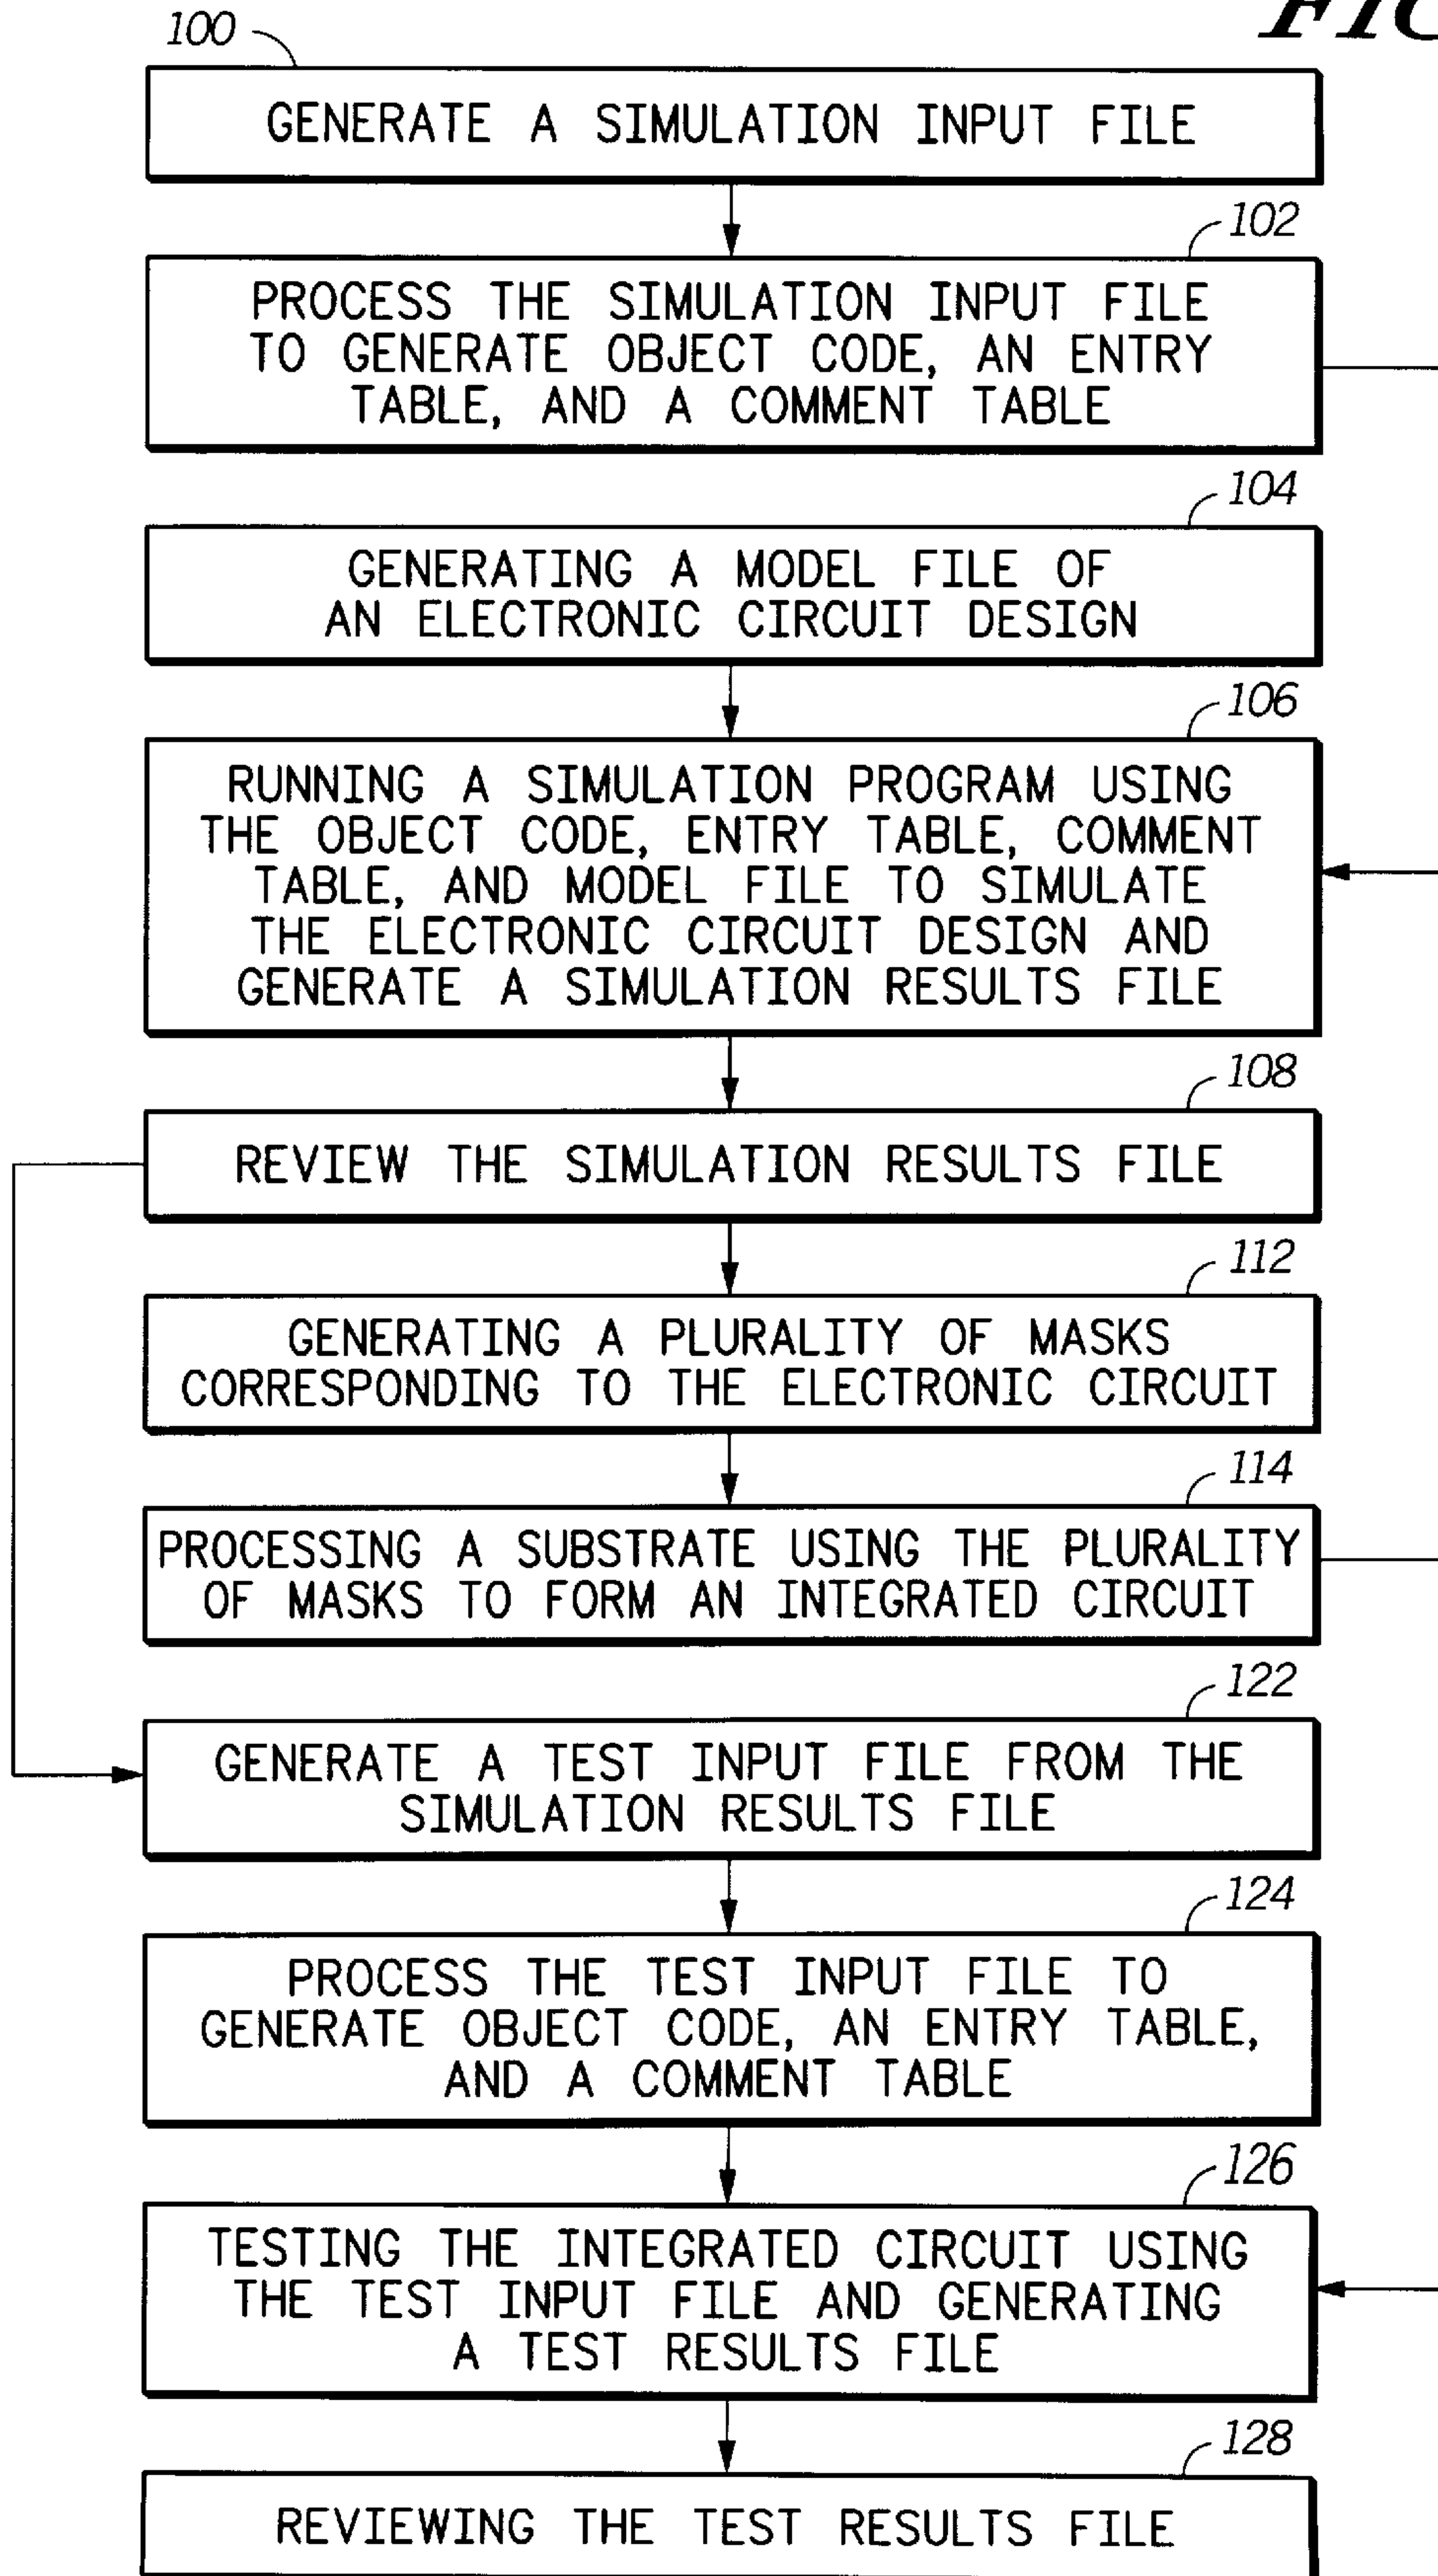 FIG
100
GENERATE A SIMULATION INPUT FILE
102
PROCESS THE SIMULATION INPUT FILE
TO GENERATE OBJECT CODE, AN ENTRY
TABLE, AND A COMMENT TABLE
104
GENERATING A MODEL FILE OF
AN ELECTRONIC CIRCUIT DESIGN
106
RUNNING A SIMULATION PROGRAM USING
THE OBJECT CODE, ENTRY TABLE, COMMENT
TABLE, AND MODEL FILE TO SIMULATE
THE ELECTRONIC CIRCUIT DESIGN AND
GENERATE A SIMULATION RESULTS FILE
108
REVIEW THE SIMULATION RESULTS FILE
112
GENERATING A PLURALITY OF MASKS
CORRESPONDING TO THE ELECTRONIC CIRCUIT
114
PROCESSING A SUBSTRATE USING THE PLURALITY
OF MASKS TO FORM AN INTEGRATED CIRCUIT
122
GENERATE A TEST INPUT FILE FROM THE
SIMULATION RESULTS FILE
124
PROCESS THE TEST INPUT FILE TO
GENERATE OBJECT CODE, AN ENTRY TABLE,
AND A COMMENT TABLE
126
TESTING THE INTEGRATED CIRCUIT USING
THE TEST INPUT FILE AND GENERATING
A TEST RESULTS FILE
128
REVIEWING THE TEST RESULTS FILE